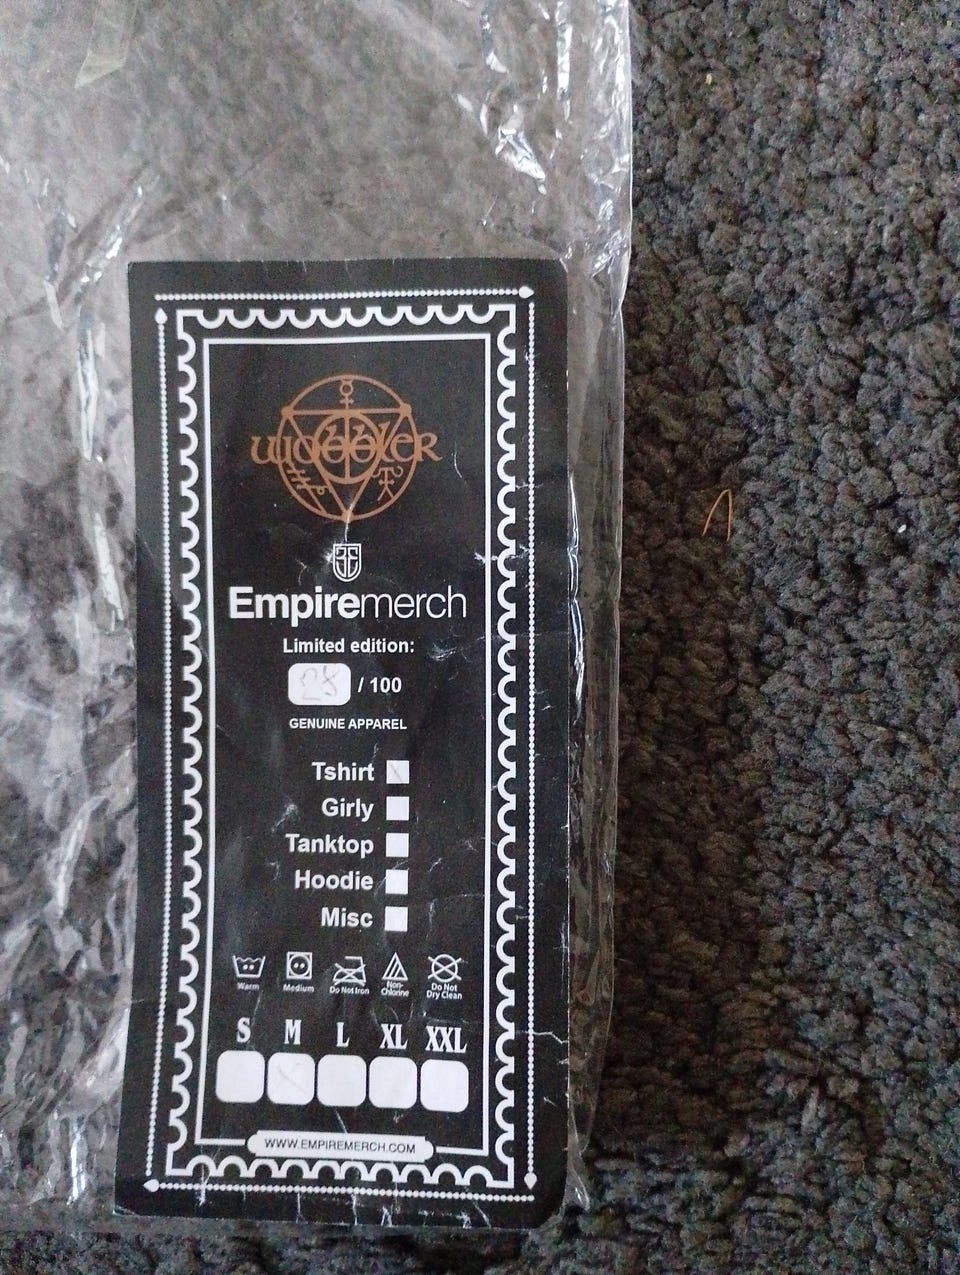 wobbler
Empiremerch
Limited edition:
28 / 100
GENUINE APPAREL
Tshirt
Girly
Tanktop
Hoodie
Misc
Warm Medium Do Not Iron Non-Chlorine Do Not Dry Clean
S M L XL XXL
X
WWW.EMPIREMERCH.COM